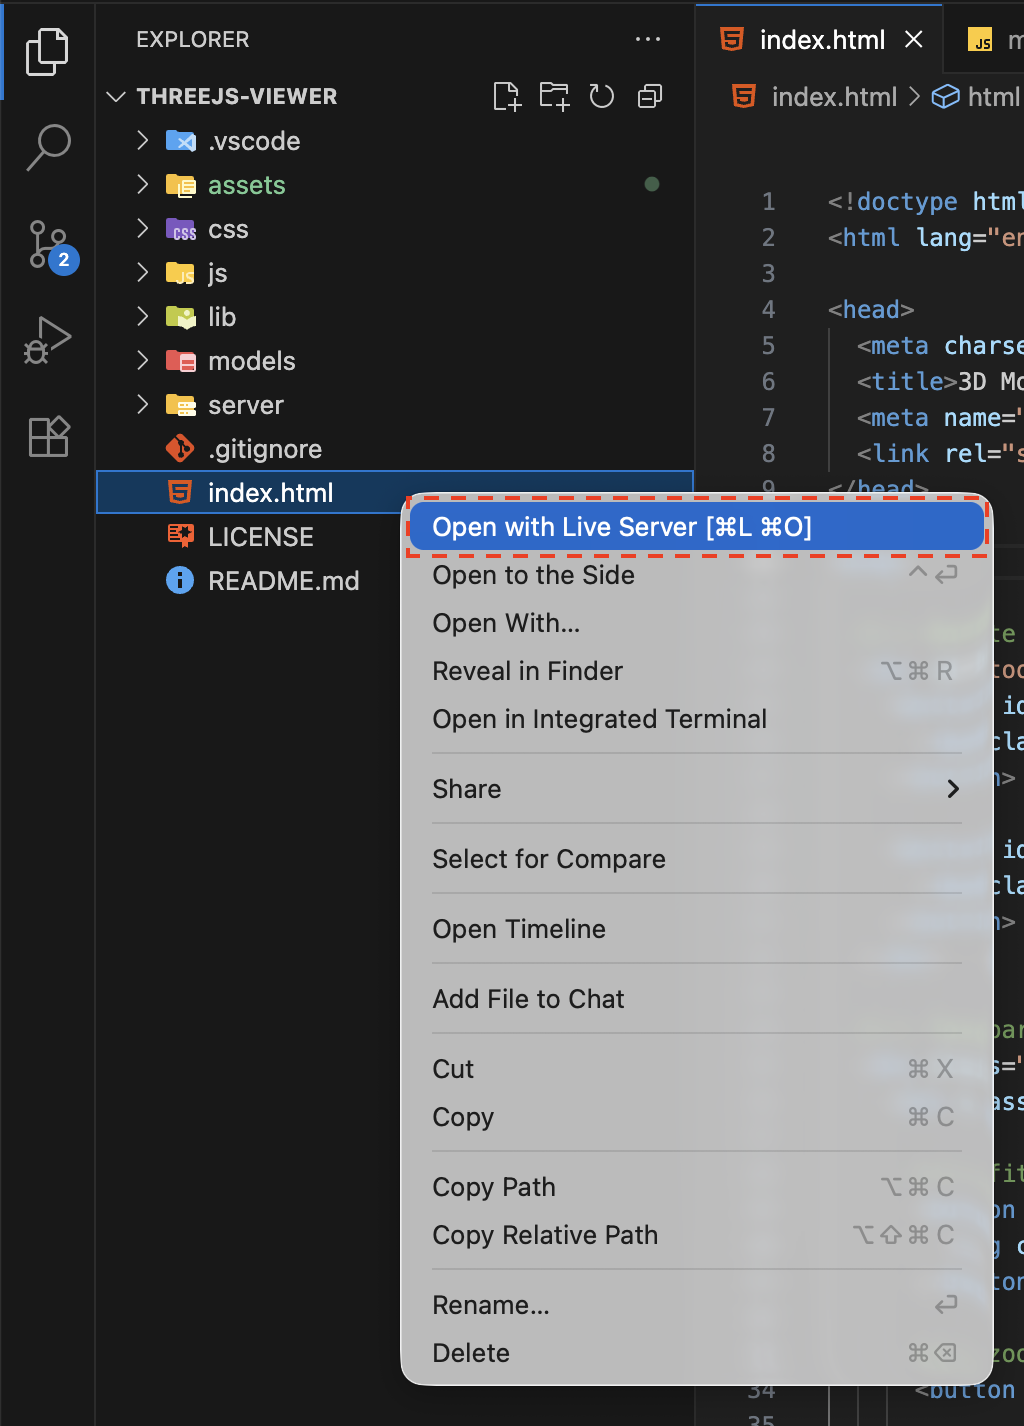 EXPLORER
THREEJS-VIEWER
.vscode
assets
css
js
lib
models
server
.gitignore
index.html
LICENSE
README.md
2
index.html
index.html > html
1 <!doctype html
2 <html lang="en
3
4 <head>
5 <meta charse
6 <title>3D Mo
7 <meta name="
8 <link rel="s
9 </head>
Open with Live Server [⌘L ⌘O]
Open to the Side
Open With...
Reveal in Finder ⌥⌘ R
Open in Integrated Terminal
Share
Select for Compare
Open Timeline
Add File to Chat
Cut ⌘ X
Copy ⌘ C
Copy Path ⌥⌘ C
Copy Relative Path ⌥⇧⌘ C
Rename...
Delete
34 <button
35